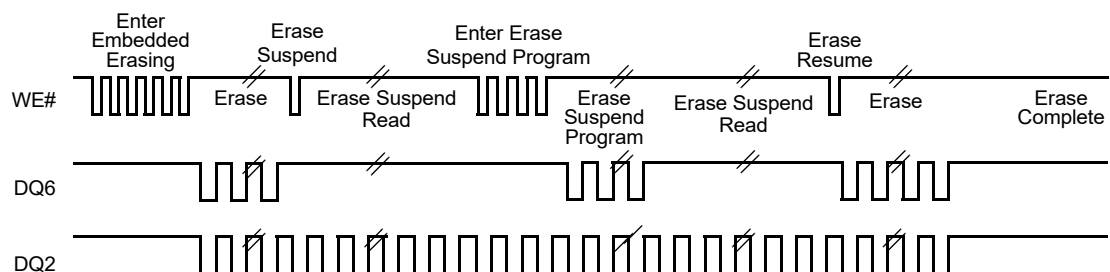 Enter
Embedded
Erasing
Erase
Suspend
Enter Erase
Suspend Program
Erase
Resume
WE#
Erase
Erase Suspend
Read
Erase
Suspend
Program
Erase Suspend
Read
Erase
Erase
Complete
DQ6
DQ2